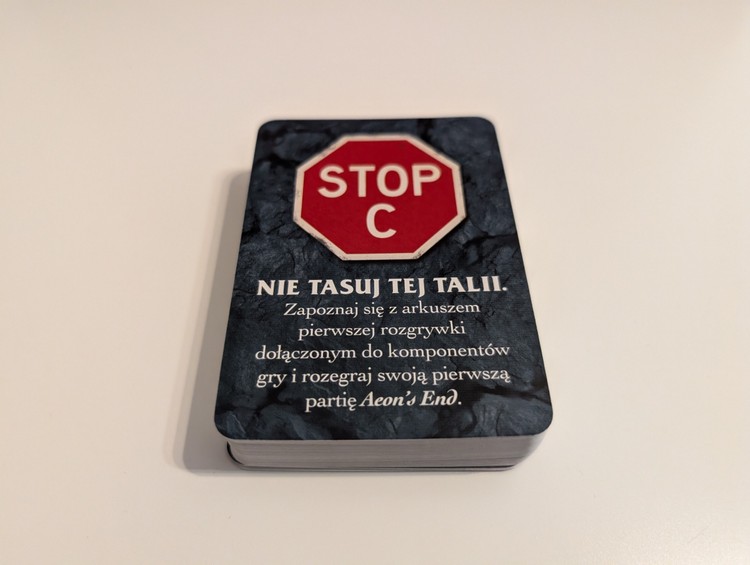 STOP
C
NIE TASUJ TEJ TALII.
Zapoznaj się z arkuszem
pierwszej rozgrywki
dołączonym do komponentów
gry i rozegraj swoją pierwszą
partię Aeon's End.